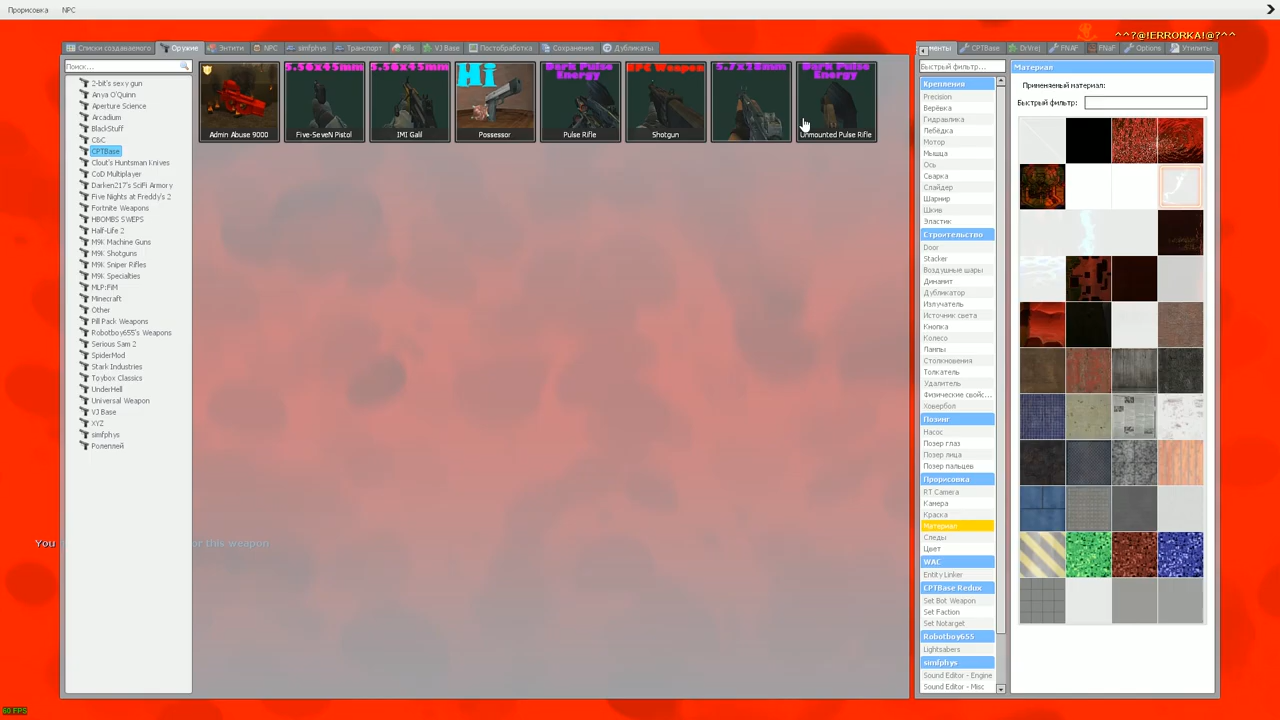 Прорисовка NPC
^^?@!ERRORKA!@?^^
Списки создаваемого Оружие Энтити NPC simfphys Транспорт Pills VJ Base Постобработка Сохранения Дубликаты
менты CPTBase DrVrej FNAF FNaF Options Утилиты
Поиск...
2-bit's sexy gun
Anya O'Quinn
Aperture Science
Arcadium
BlackStuff
C&C
CPTBase
Clout's Huntsman Knives
CoD Multiplayer
Darken217's SciFi Armory
Five Nights at Freddy's 2
Fortnite Weapons
HBOMBS SWEPS
Half-Life 2
M9K Machine Guns
M9K Shotguns
M9K Sniper Rifles
M9K Specialties
MLP:FiM
Minecraft
Other
Pill Pack Weapons
Robotboy655's Weapons
Serious Sam 2
SpiderMod
Stark Industries
Toybox Classics
UnderHell
Universal Weapon
VJ Base
XYZ
simfphys
Ролеплей
5.56x45mm
5.56x45mm
Hi
Dark Pulse Energy
NPC Weapon
5.7x28mm
Dark Pulse Energy
Admin Abuse 9000
Five-SeveN Pistol
IMI Galil
Possessor
Pulse Rifle
Shotgun
Unmounted Pulse Rifle
You
or this weapon
Быстрый фильтр...
Крепления
Precision
Верёвка
Гидравлика
Лебёдка
Мотор
Мышца
Ось
Сварка
Слайдер
Шарнир
Шкив
Эластик
Строительство
Door
Stacker
Воздушные шары
Динамит
Дубликатор
Излучатель
Источник света
Кнопка
Колесо
Лампы
Столкновения
Толкатель
Удалитель
Физические свойс...
Ховербол
Позинг
Насос
Позер глаз
Позер лица
Позер пальцев
Прорисовка
RT Camera
Камера
Краска
Материал
Следы
Цвет
WAC
Entity Linker
CPTBase Redux
Set Bot Weapon
Set Faction
Set Notarget
Robotboy655
Lightsabers
simfphys
Sound Editor - Engine
Sound Editor - Misc
Материал
Применяемый материал:
Быстрый фильтр:
60 FPS